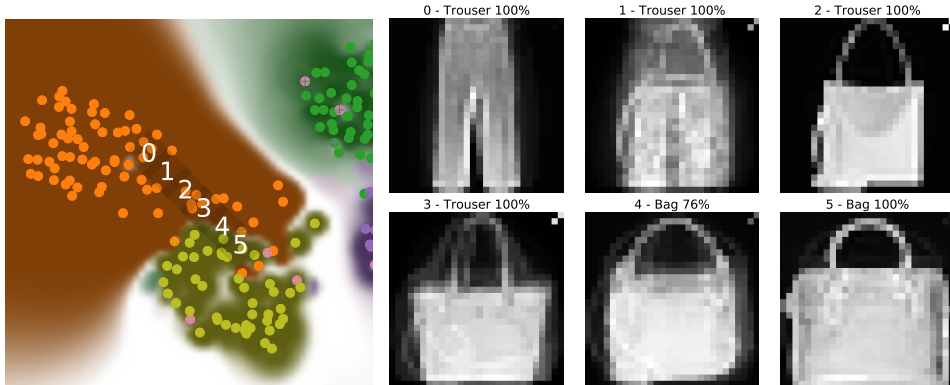 0 - Trouser 100%
1 - Trouser 100%
2 - Trouser 100%
0
1
2
3
4
5
3 - Trouser 100%
4 - Bag 76%
5 - Bag 100%